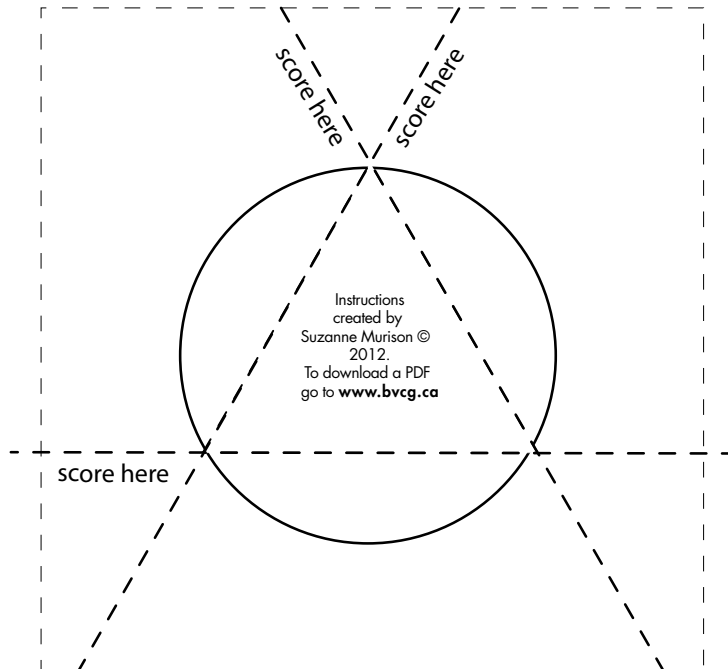 score here
score here
Instructions
created by
Suzanne Murison ©
2012.
To download a PDF
go to www.bvcg.ca
score here